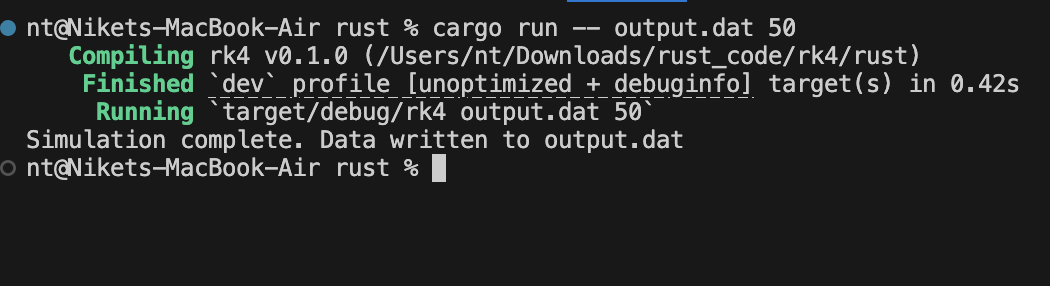 nt@Nikets-MacBook-Air rust % cargo run -- output.dat 50
Compiling rk4 v0.1.0 (/Users/nt/Downloads/rust_code/rk4/rust)
Finished `dev` profile [unoptimized + debuginfo] target(s) in 0.42s
Running `target/debug/rk4 output.dat 50`
Simulation complete. Data written to output.dat
nt@Nikets-MacBook-Air rust %